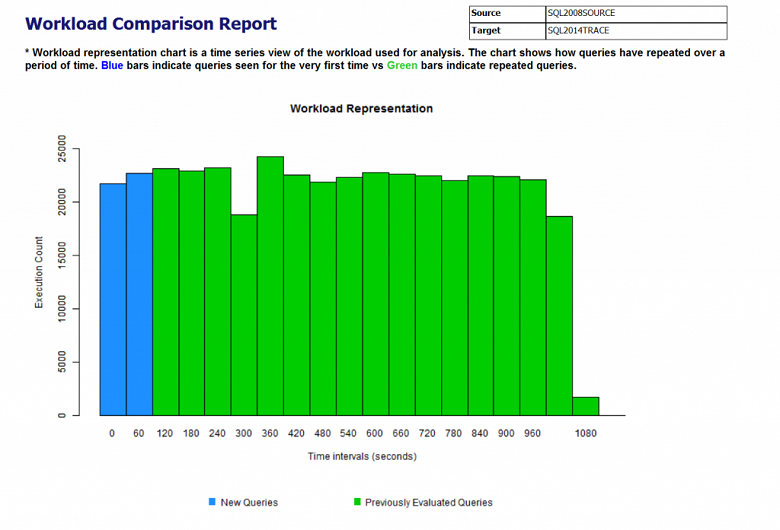 Workload Comparison Report
Source SQL2008SOURCE
Target SQL2014TRACE
* Workload representation chart is a time series view of the workload used for analysis. The chart shows how queries have repeated over a
period of time. Blue bars indicate queries seen for the very first time vs Green bars indicate repeated queries.
Workload Representation
25000
20000
15000
10000
5000
0
Execution Count
0 60 120 180 240 300 360 420 480 540 600 660 720 780 840 900 960 1080
Time intervals (seconds)
New Queries Previously Evaluated Queries